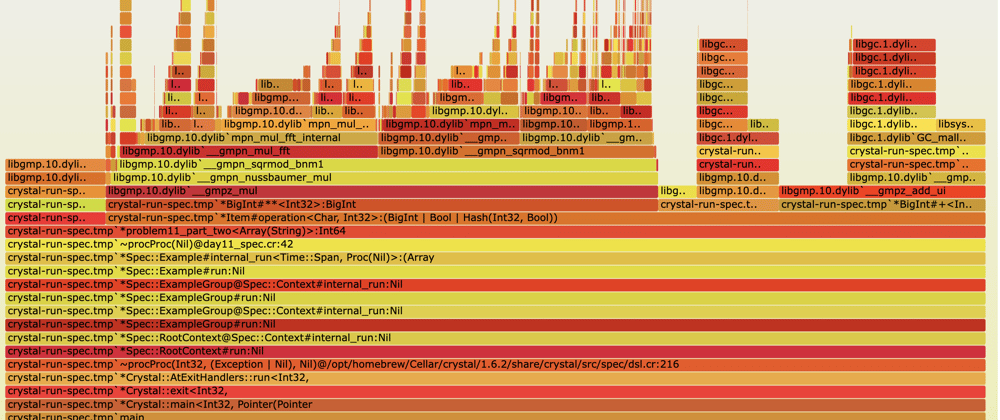 libgc...
libgc.1.dyli..
libgc...
libgc.1.dyli..
l..
l..
libgc...
libgc.1.dyli..
l..
l..
lib..
l..
li..
l..
libgc...
libgc.1.dyli..
li..
l..
libgm..
li..
li..
libgm..
libgm..
lib..
l..
libgc...
libgc.1.dyli..
li..
li..
libgmp.10.d..
lib..
lib..
libgmp.10.dyl..
libgm..
lib..
libgc...
libgc.1.dyli..
lib..
lib..
libgmp.10.dylib`mpn_mul_..
libgmp.10.dylib`mpn_m..
libgmp.10.dylib..
libgmp.1..
libgc...
lib..
libgc.1.dyli..
libsys..
libgmp.10.dylib`mpn_mul_fft_internal
libgmp.10.dylib`__gmp..
libgmp.10.dylib`__gm..
libgc.1.dyl..
libgc.1.dylib`GC_mall..
libgmp.10.dylib`__gmpn_mul_fft
libgmp.10.dylib`__gmpn_sqrmod_bnm1
crystal-run..
crystal-run-spec.tmp`..
libgmp.10.dyli..
libgmp.10.dylib`__gmpn_sqrmod_bnm1
crystal-run..
crystal-run-spec.tmp`..
libgmp.10.dyli..
libgmp.10.dylib`__gmpn_nussbaumer_mul
libgmp.10.d..
libgmp.10.dylib`__gmp..
crystal-run-sp..
libgmp.10.dylib`__gmpz_mul
libg..
libgmp.10.d..
libgmp.10.dylib`__gmpz_add_ui
crystal-run-sp..
crystal-run-spec.tmp`*BigInt#**<Int32>:BigInt
crystal-run-spec.t..
crystal-run-spec.tmp`*BigInt#+<In..
crystal-run-sp..
crystal-run-spec.tmp`*Item#operation<Char, Int32>:(BigInt | Bool | Hash(Int32, Bool))
crystal-run-spec.tmp`*problem11_part_two<Array(String)>:Int64
crystal-run-spec.tmp`~procProc(Nil)@day11_spec.cr:42
crystal-run-spec.tmp`*Spec::Example#internal_run<Time::Span, Proc(Nil)>:(Array
crystal-run-spec.tmp`*Spec::Example#run:Nil
crystal-run-spec.tmp`*Spec::ExampleGroup@Spec::Context#internal_run:Nil
crystal-run-spec.tmp`*Spec::ExampleGroup#run:Nil
crystal-run-spec.tmp`*Spec::ExampleGroup@Spec::Context#internal_run:Nil
crystal-run-spec.tmp`*Spec::ExampleGroup#run:Nil
crystal-run-spec.tmp`*Spec::RootContext@Spec::Context#internal_run:Nil
crystal-run-spec.tmp`*Spec::RootContext#run:Nil
crystal-run-spec.tmp`~procProc(Int32, (Exception | Nil), Nil)@/opt/homebrew/Cellar/crystal/1.6.2/share/crystal/src/spec/dsl.cr:216
crystal-run-spec.tmp`*Crystal::AtExitHandlers::run<Int32,
crystal-run-spec.tmp`*Crystal::exit<Int32,
crystal-run-spec.tmp`*Crystal::main<Int32, Pointer(Pointer
crystal-run-spec.tmp`main